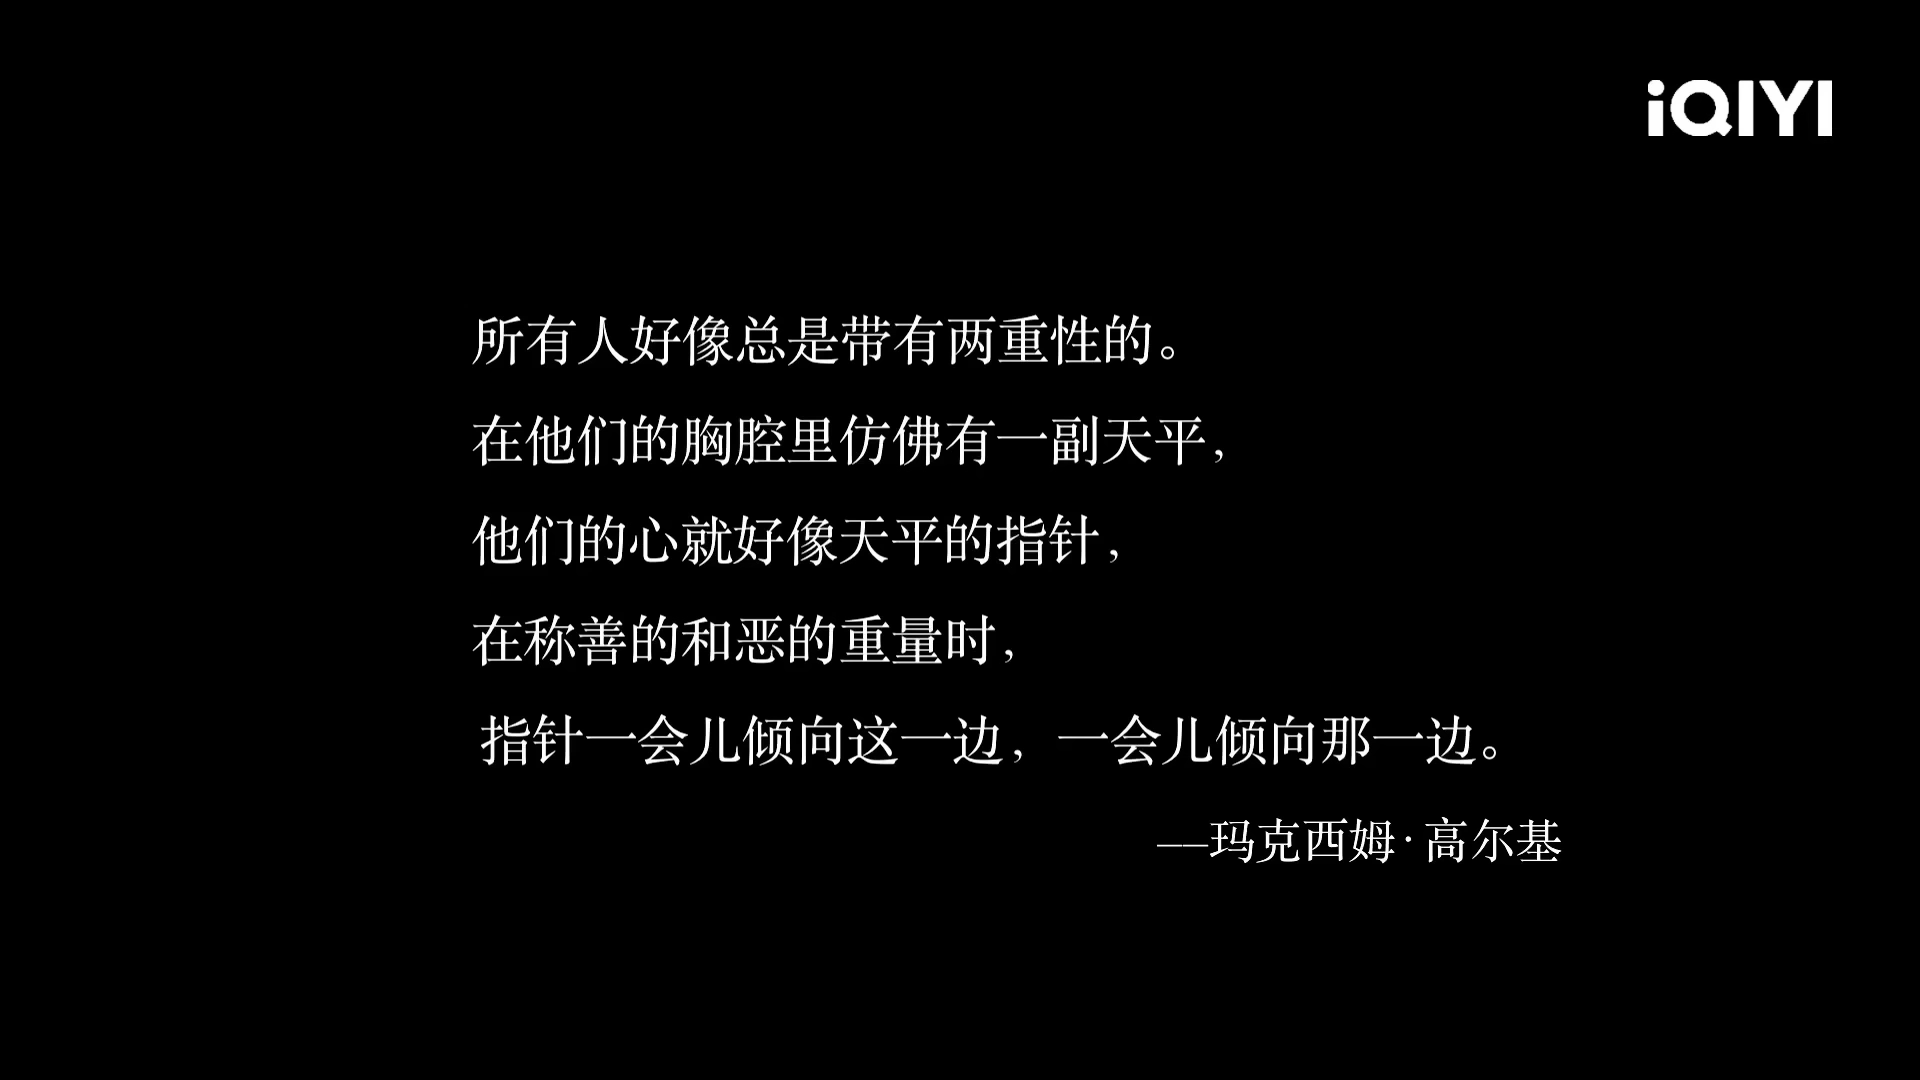 iQIYI
所有人好像总是带有两重性的。
在他们的胸腔里仿佛有一副天平，
他们的心就好像天平的指针，
在称善的和恶的重量时，
指针一会儿倾向这一边，一会儿倾向那一边。
——玛克西姆·高尔基